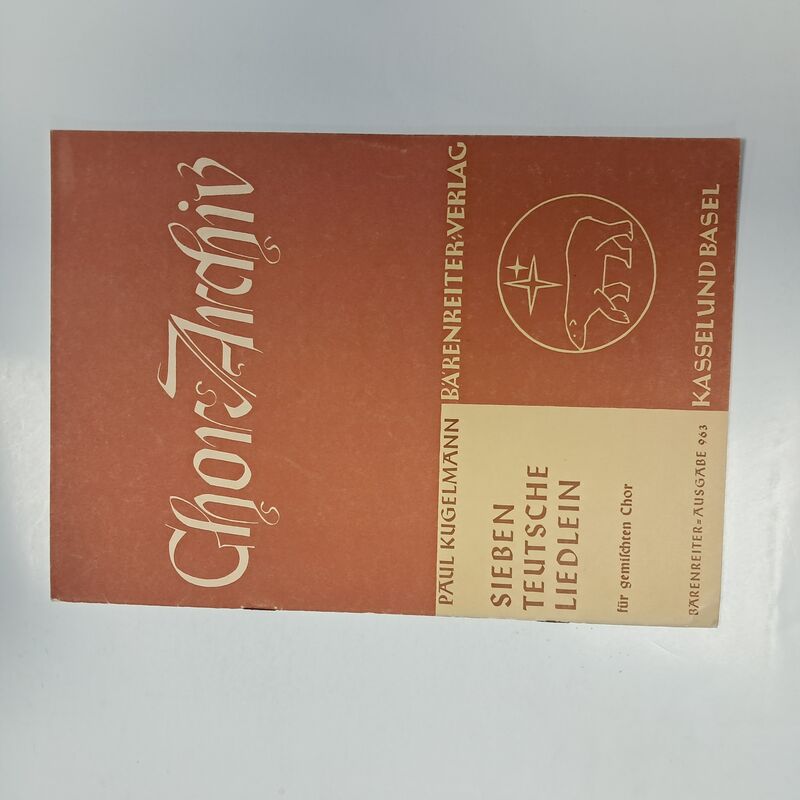 Chor-Archiv
PAUL KUGELMANN
SIEBEN
TEUTSCHE
LIEDLEIN
für gemiſchten Chor
BÄRENREITER=AUSGABE 963
BÄRENREITER-VERLAG
KASSEL UND BASEL